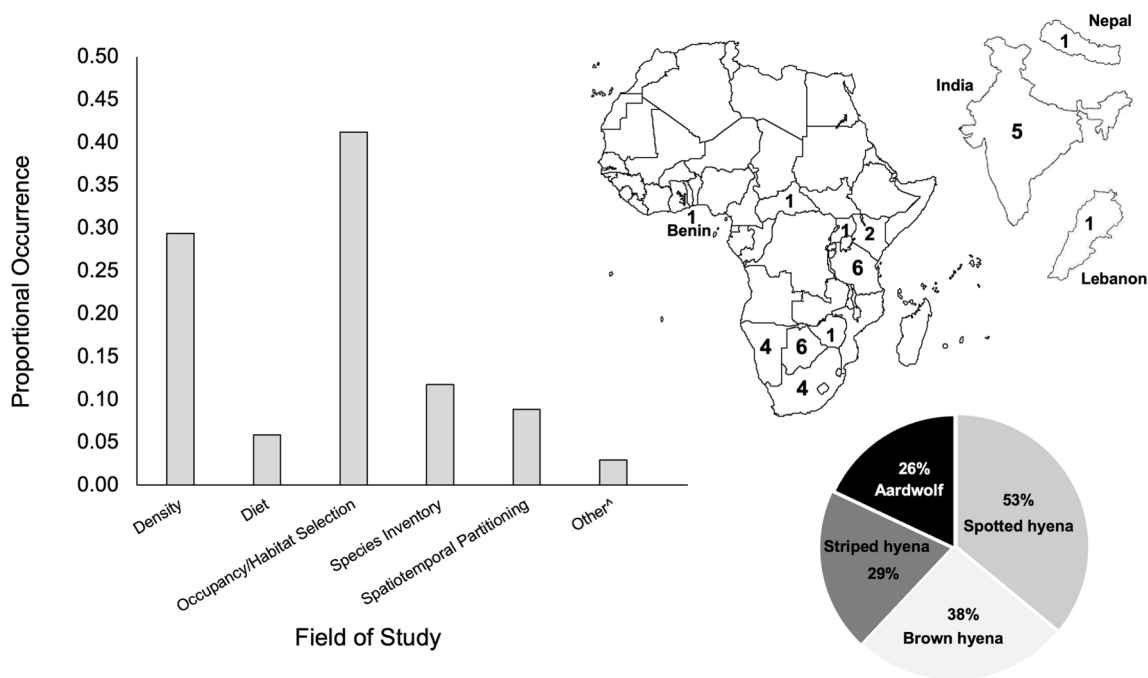 Proportional Occurrence
0.50
0.45
0.40
0.35
0.30
0.25
0.20
0.15
0.10
0.05
0.00
Density
Diet
Occupancy/Habitat Selection
Species Inventory
Spatiotemporal Partitioning
Other^
Field of Study
Nepal
1
India
5
1
Lebanon
1
1
Benin
1
2
6
4
6
1
4
26%
Aardwolf
53%
Spotted hyena
Striped hyena
29%
38%
Brown hyena